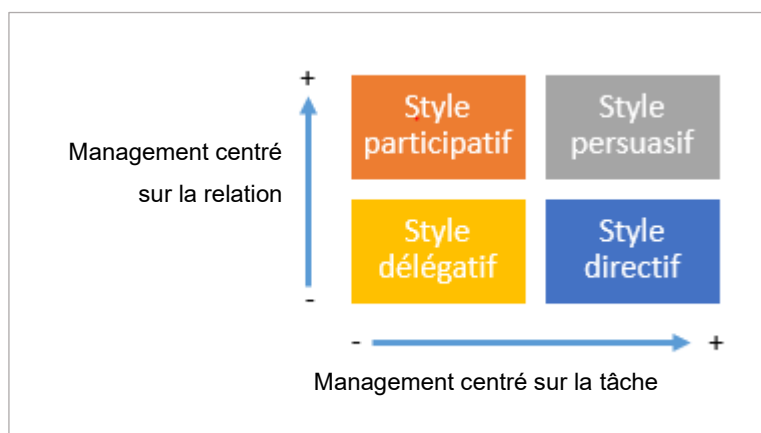 +
Style
participatif
Style
persuasif
Management centré
sur la relation
Style
délégatif
Style
directif
-
- +
Management centré sur la tâche